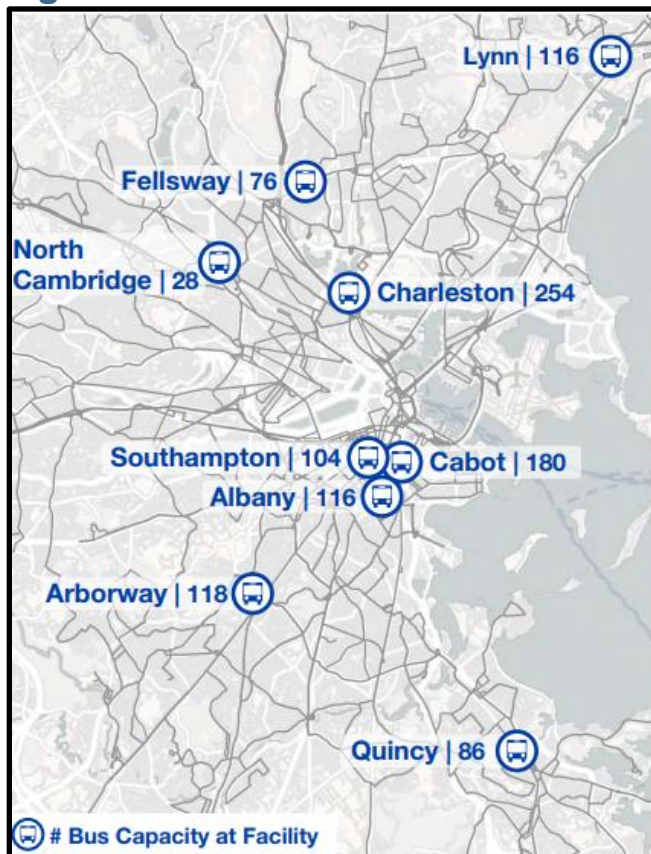 Lynn | 116
Fellsway | 76
North
Cambridge | 28
Charleston | 254
Southampton | 104
Cabot | 180
Albany | 116
Arborway | 118
Quincy | 86
# Bus Capacity at Facility